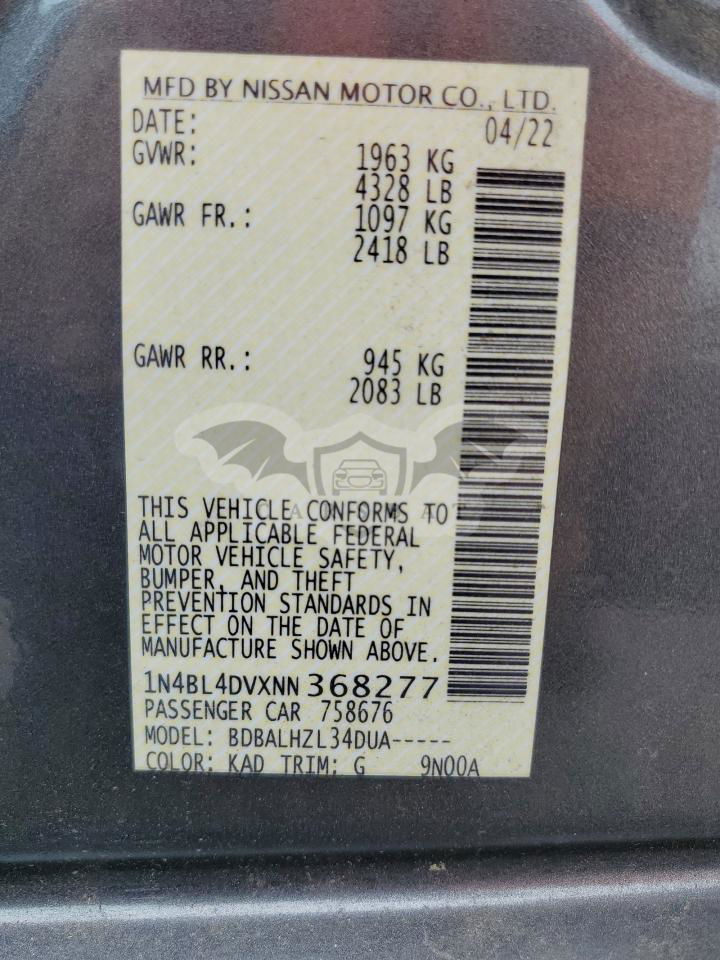 MFD BY NISSAN MOTOR CO., LTD.
DATE: 04/22
GVWR: 1963 KG
4328 LB
GAWR FR.: 1097 KG
2418 LB
GAWR RR.: 945 KG
2083 LB
THIS VEHICLE CONFORMS TO
ALL APPLICABLE FEDERAL
MOTOR VEHICLE SAFETY,
BUMPER, AND THEFT
PREVENTION STANDARDS IN
EFFECT ON THE DATE OF
MANUFACTURE SHOWN ABOVE.
1N4BL4DVXNN368277
PASSENGER CAR 758676
MODEL: BDBALHZL34DUA-----
COLOR: KAD TRIM: G 9N00A